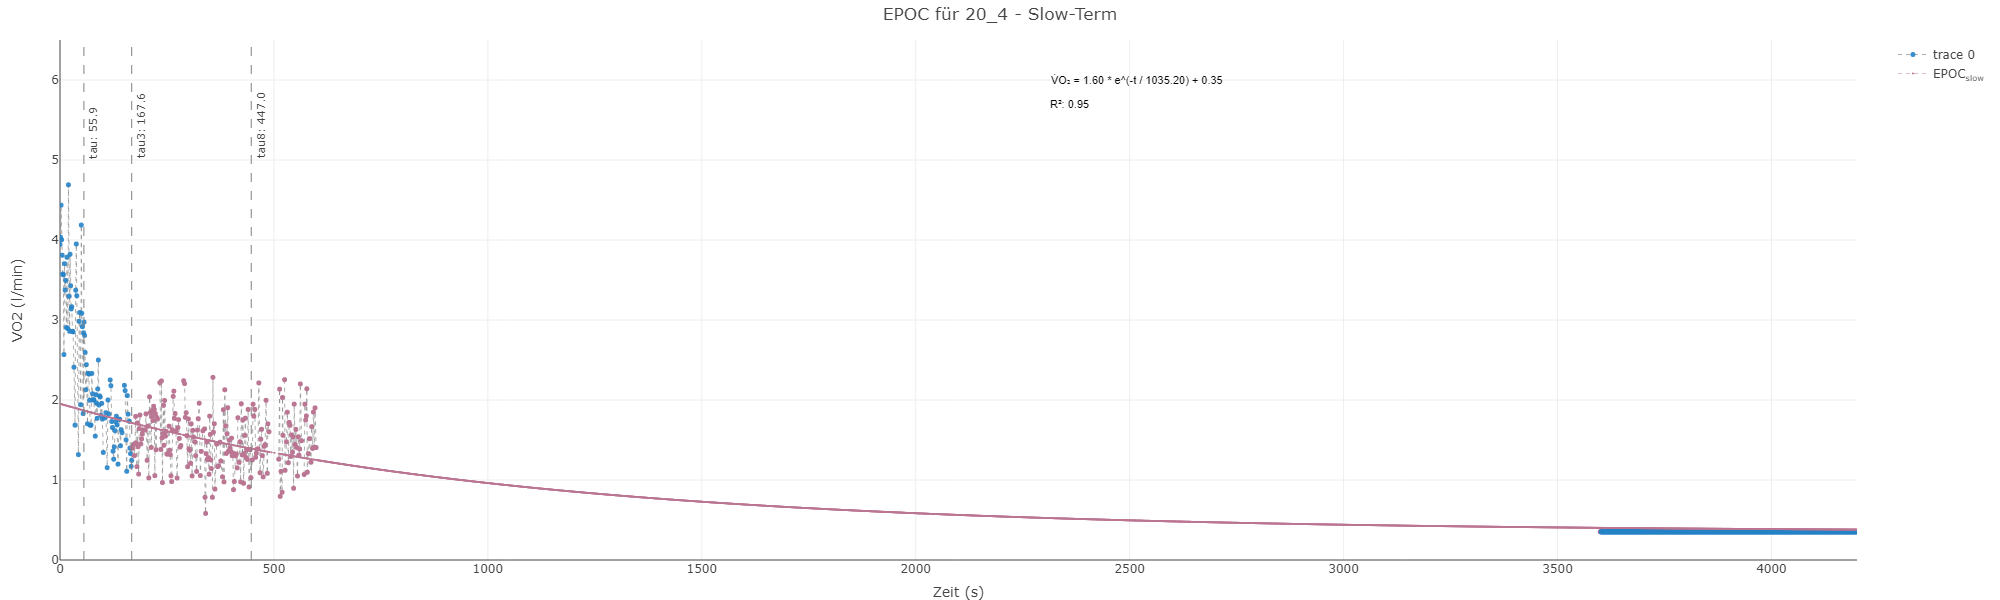 EPOC für 20_4 - Slow-Term
trace 0
EPOCslow
V̇O₂ = 1.60 * e^(-t / 1035.20) + 0.35
R²: 0.95
tau: 55.9
tau3: 167.6
tau8: 447.0
VO2 (l/min)
6
5
4
3
2
1
0
0 500 1000 1500 2000 2500 3000 3500 4000
Zeit (s)